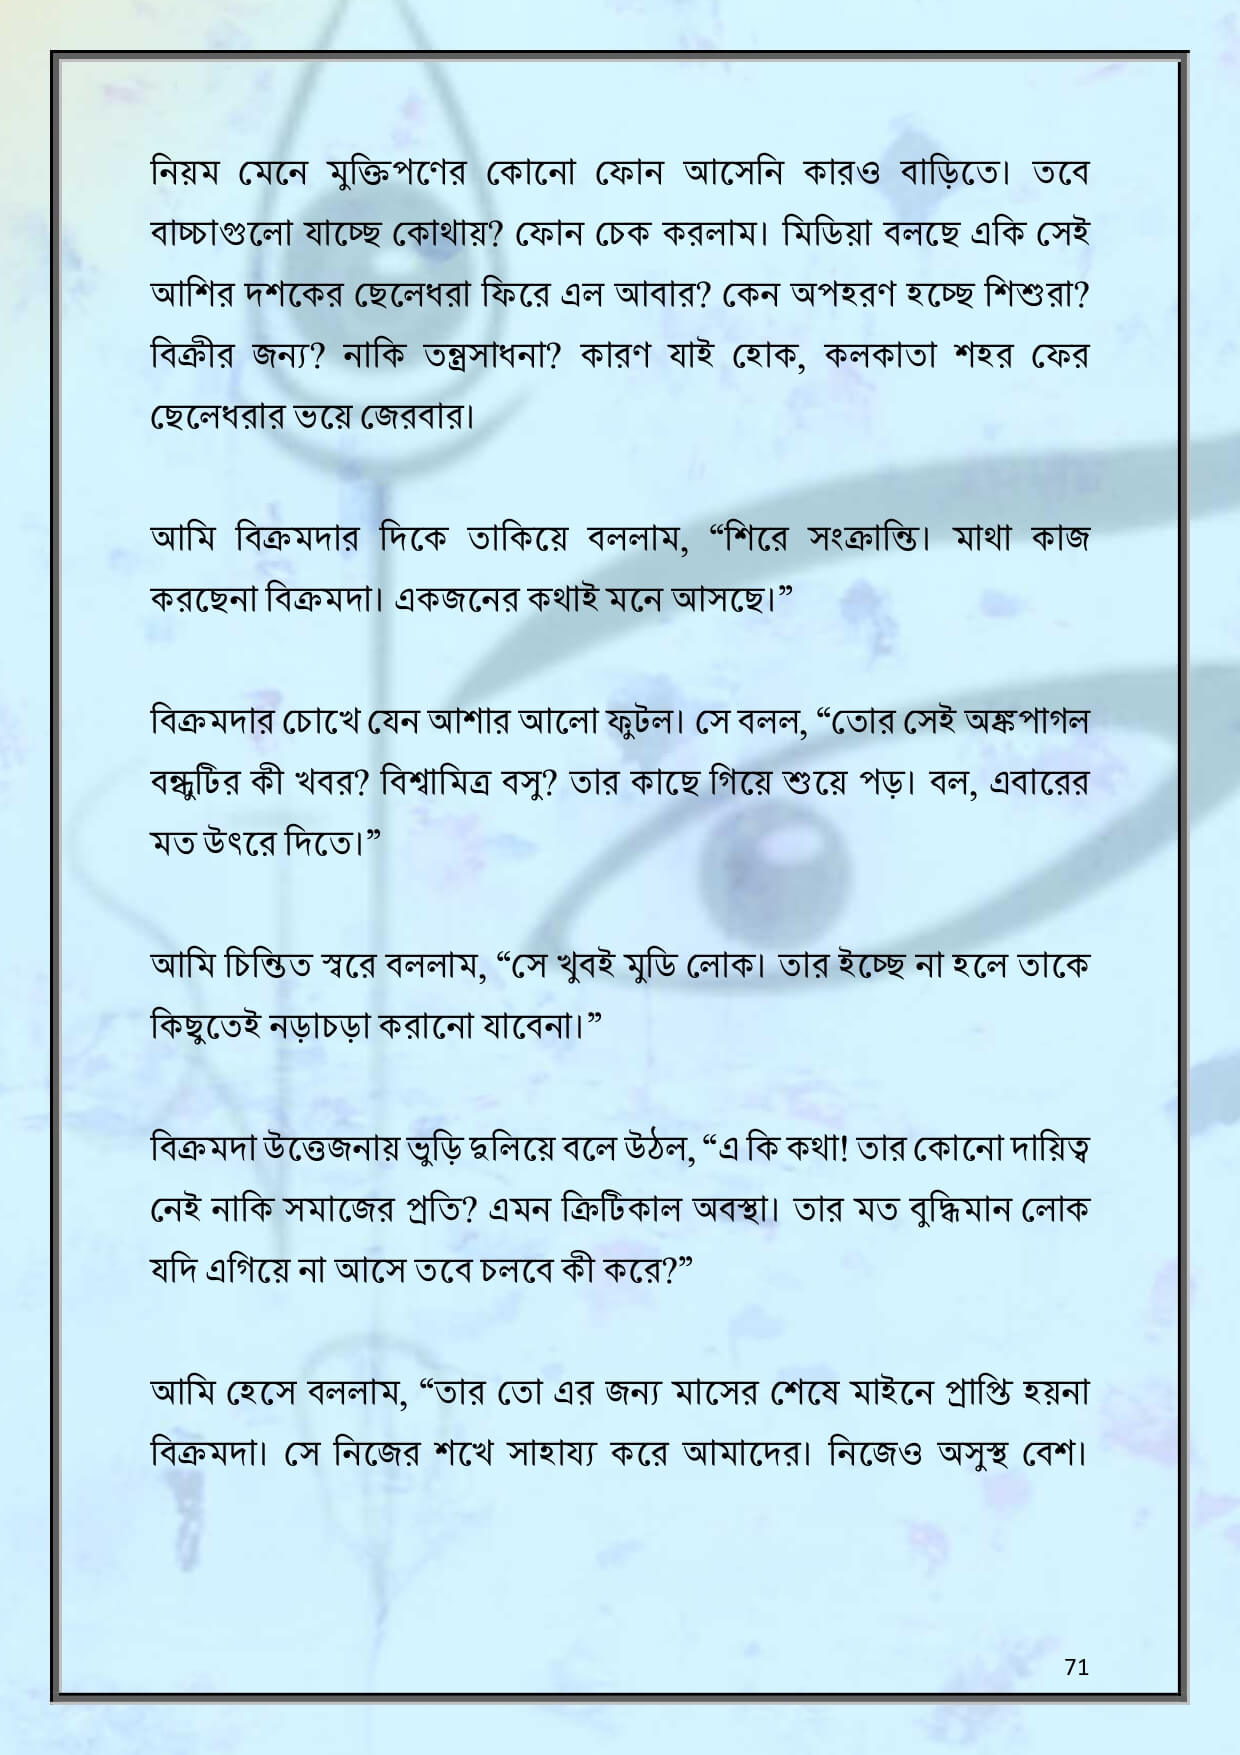 নিয়ম মেনে মুক্তিপণের কোনো ফোন আসেনি কারও বাড়িতে। তবে
বাচ্চাগুলো যাচ্ছে কোথায়? ফোন চেক করলাম। মিডিয়া বলছে একি সেই
আশির দশকের ছেলেধরা ফিরে এল আবার? কেন অপহরণ হচ্ছে শিশুরা?
বিক্রীর জন্য? নাকি তন্ত্রসাধনা? কারণ যাই হোক, কলকাতা শহর ফের
ছেলেধরার ভয়ে জেরবার।
আমি বিক্রমদার দিকে তাকিয়ে বললাম, “শিরে সংক্রান্তি। মাথা কাজ
করছেনা বিক্রমদা। একজনের কথাই মনে আসছে।”
বিক্রমদার চোখে যেন আশার আলো ফুটল। সে বলল, “তোর সেই অঙ্কপাগল
বন্ধুটির কী খবর? বিশ্বামিত্র বসু? তার কাছে গিয়ে শুয়ে পড়। বল, এবারের
মত উৎরে দিতে।”
আমি চিন্তিত স্বরে বললাম, “সে খুবই মুডি লোক। তার ইচ্ছে না হলে তাকে
কিছুতেই নড়াচড়া করানো যাবেনা।”
বিক্রমদা উত্তেজনায় ভুড়ি দুলিয়ে বলে উঠল, “এ কি কথা! তার কোনো দায়িত্ব
নেই নাকি সমাজের প্রতি? এমন ক্রিটিকাল অবস্থা। তার মত বুদ্ধিমান লোক
যদি এগিয়ে না আসে তবে চলবে কী করে?”
আমি হেসে বললাম, “তার তো এর জন্য মাসের শেষে মাইনে প্রাপ্তি হয়না
বিক্রমদা। সে নিজের শখে সাহায্য করে আমাদের। নিজেও অসুস্থ বেশ।
71